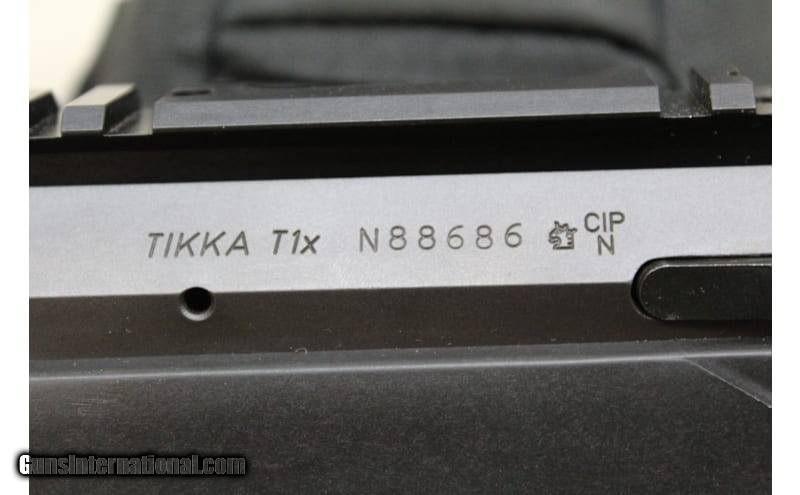 TIKKA T1x N88686 CIP
N
GunsInternational.com